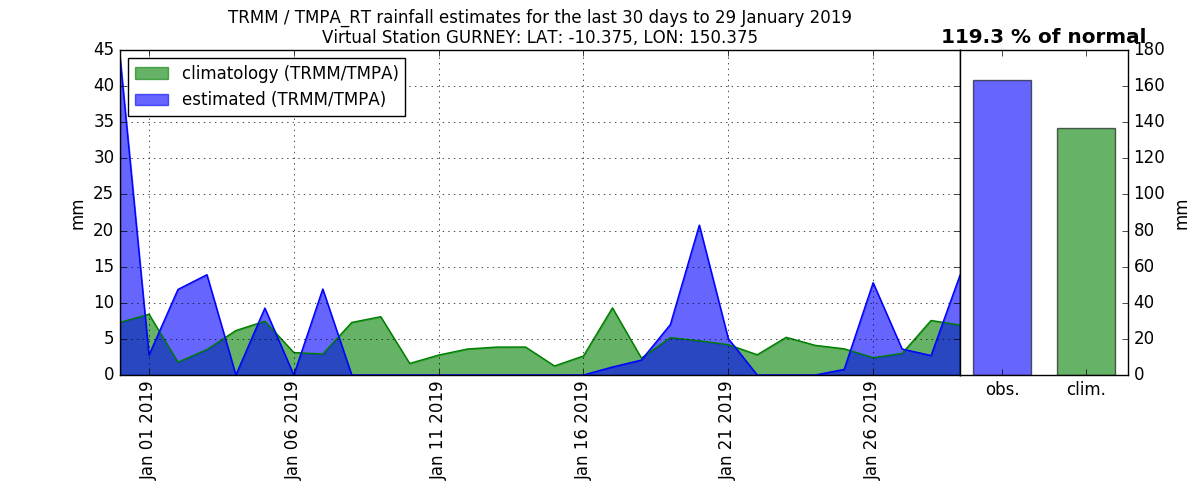 TRMM / TMPA_RT rainfall estimates for the last 30 days to 29 January 2019
Virtual Station GURNEY: LAT: -10.375, LON: 150.375
119.3 % of normal
climatology (TRMM/TMPA)
estimated (TRMM/TMPA)
45
40
35
30
25
20
15
10
5
0
mm
Jan 01 2019
Jan 06 2019
Jan 11 2019
Jan 16 2019
Jan 21 2019
Jan 26 2019
obs.
clim.
180
160
140
120
100
80
60
40
20
0
mm